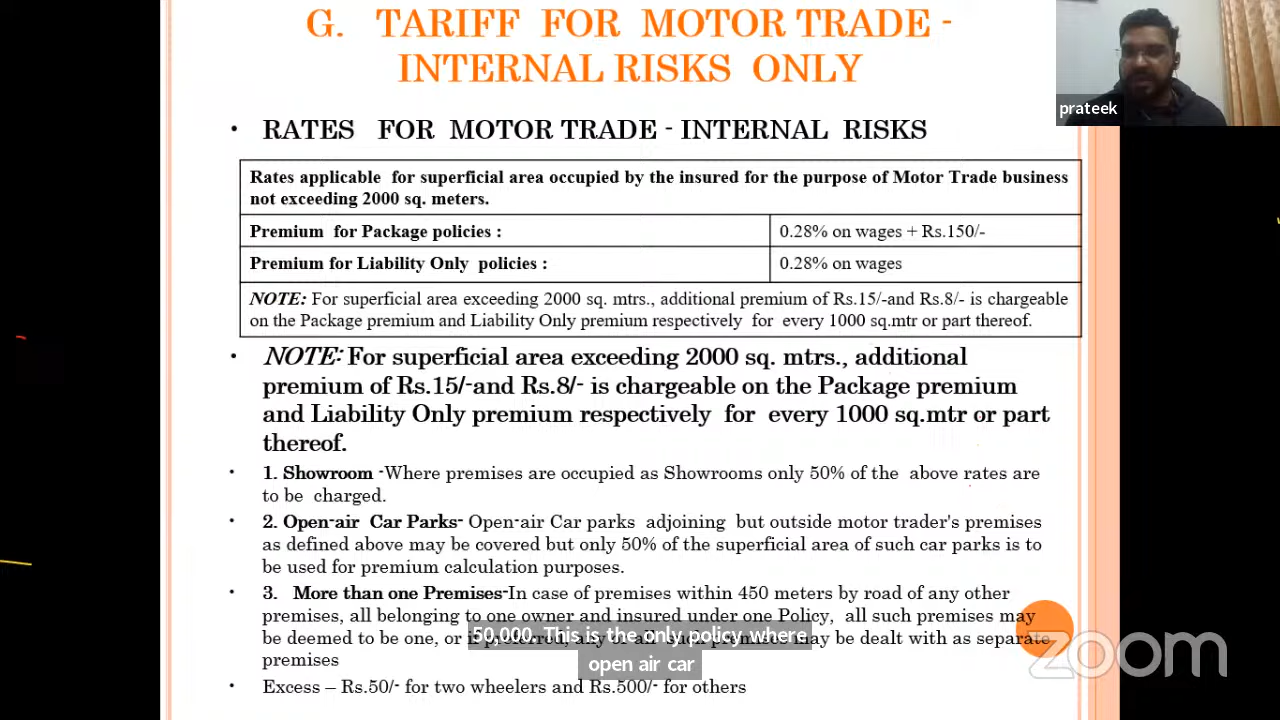 G. TARIFF FOR MOTOR TRADE -
INTERNAL RISKS ONLY
prateek
• RATES FOR MOTOR TRADE - INTERNAL RISKS
Rates applicable for superficial area occupied by the insured for the purpose of Motor Trade business
not exceeding 2000 sq. meters.
Premium for Package policies : 0.28% on wages + Rs.150/-
Premium for Liability Only policies : 0.28% on wages
NOTE: For superficial area exceeding 2000 sq. mtrs., additional premium of Rs.15/-and Rs.8/- is chargeable
on the Package premium and Liability Only premium respectively for every 1000 sq.mtr or part thereof.
• NOTE: For superficial area exceeding 2000 sq. mtrs., additional
premium of Rs.15/-and Rs.8/- is chargeable on the Package premium
and Liability Only premium respectively for every 1000 sq.mtr or part
thereof.
• 1. Showroom -Where premises are occupied as Showrooms only 50% of the above rates are
to be charged.
• 2. Open-air Car Parks- Open-air Car parks adjoining but outside motor trader's premises
as defined above may be covered but only 50% of the superficial area of such car parks is to
be used for premium calculation purposes.
• 3. More than one Premises-In case of premises within 450 meters by road of any other
premises, all belonging to one owner and insured under one Policy, all such premises may
be deemed to be one, or may be dealt with as separate
premises
50,000. This is the only policy where
open air car
• Excess – Rs.50/- for two wheelers and Rs.500/- for others
zoom